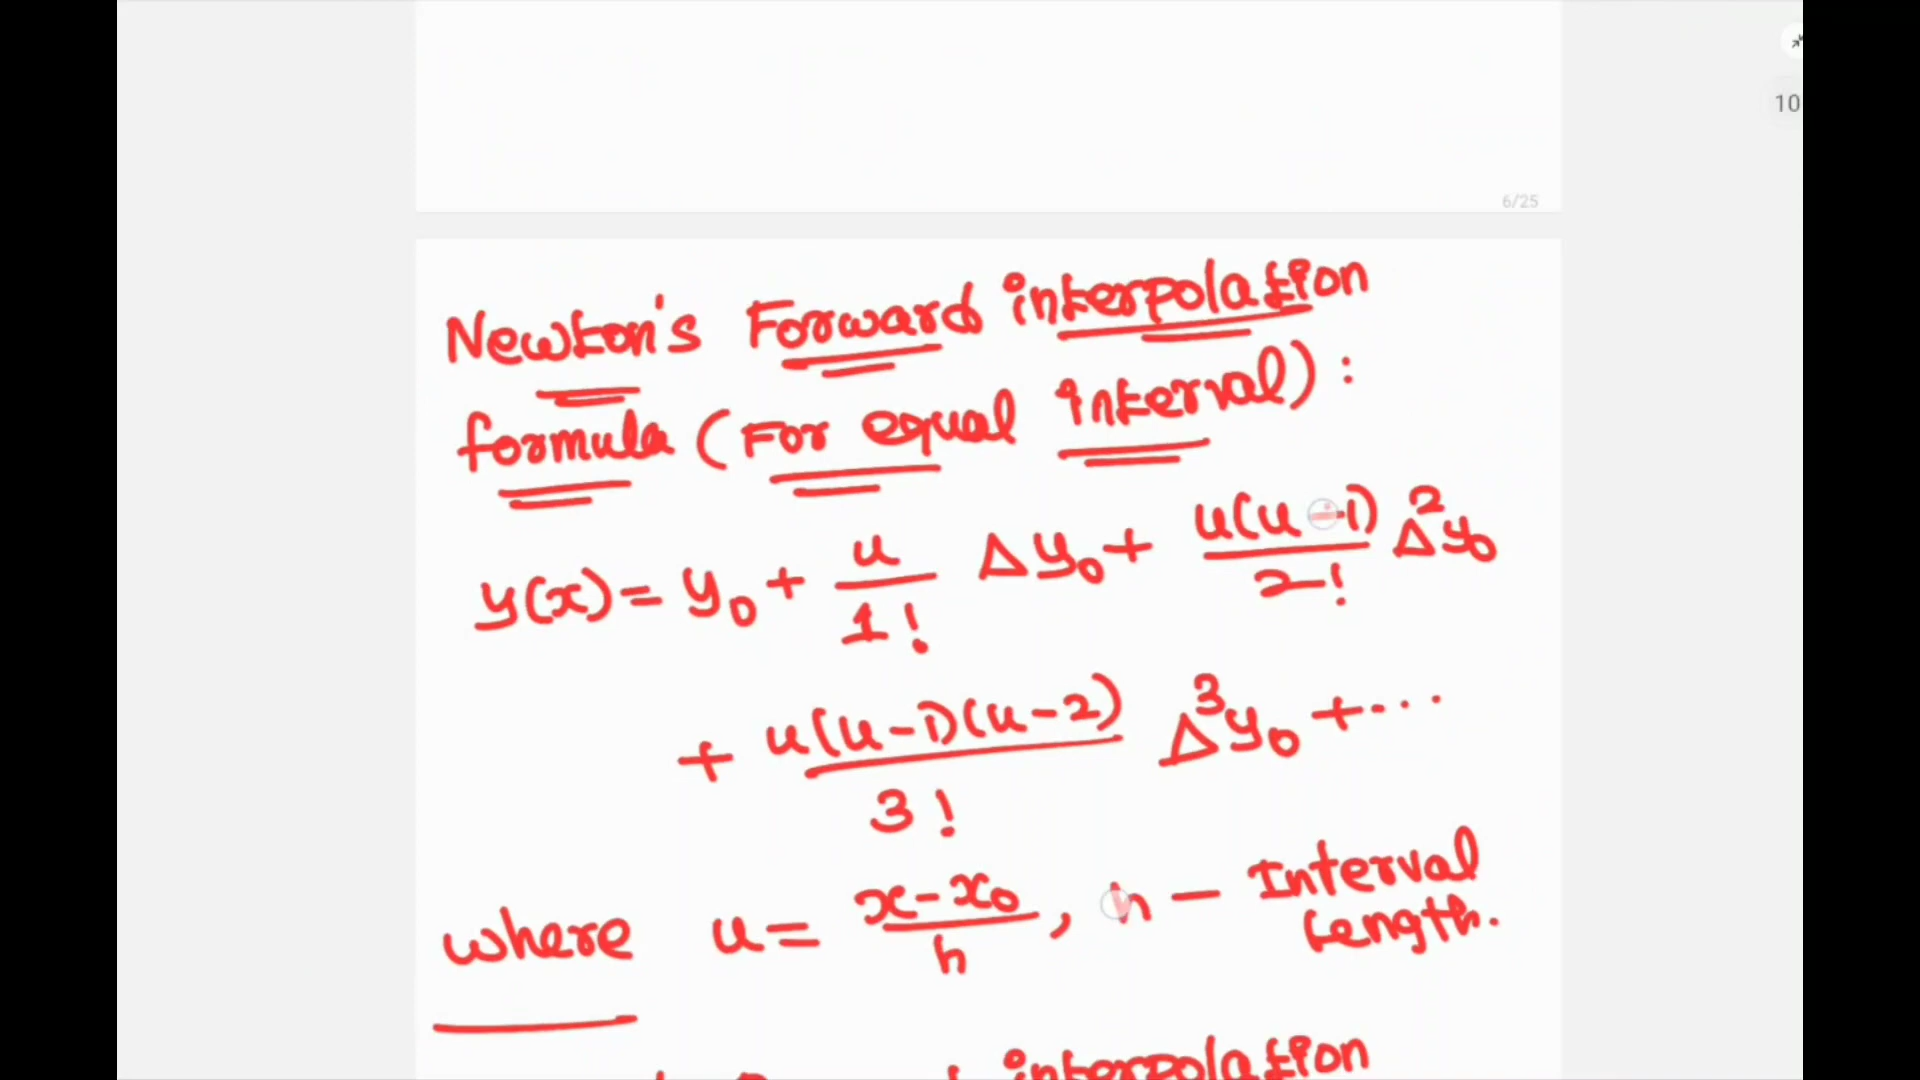 10
6/25
Newton's Forward interpolation
formula (For equal interval) :
y(x) = y₀ + u/1! Δy₀ + u(u-1)/2! Δ²y₀
+ u(u-1)(u-2)/3! Δ³y₀ + ...
where u = x-x₀/h, h - Interval
Length.
interpolation